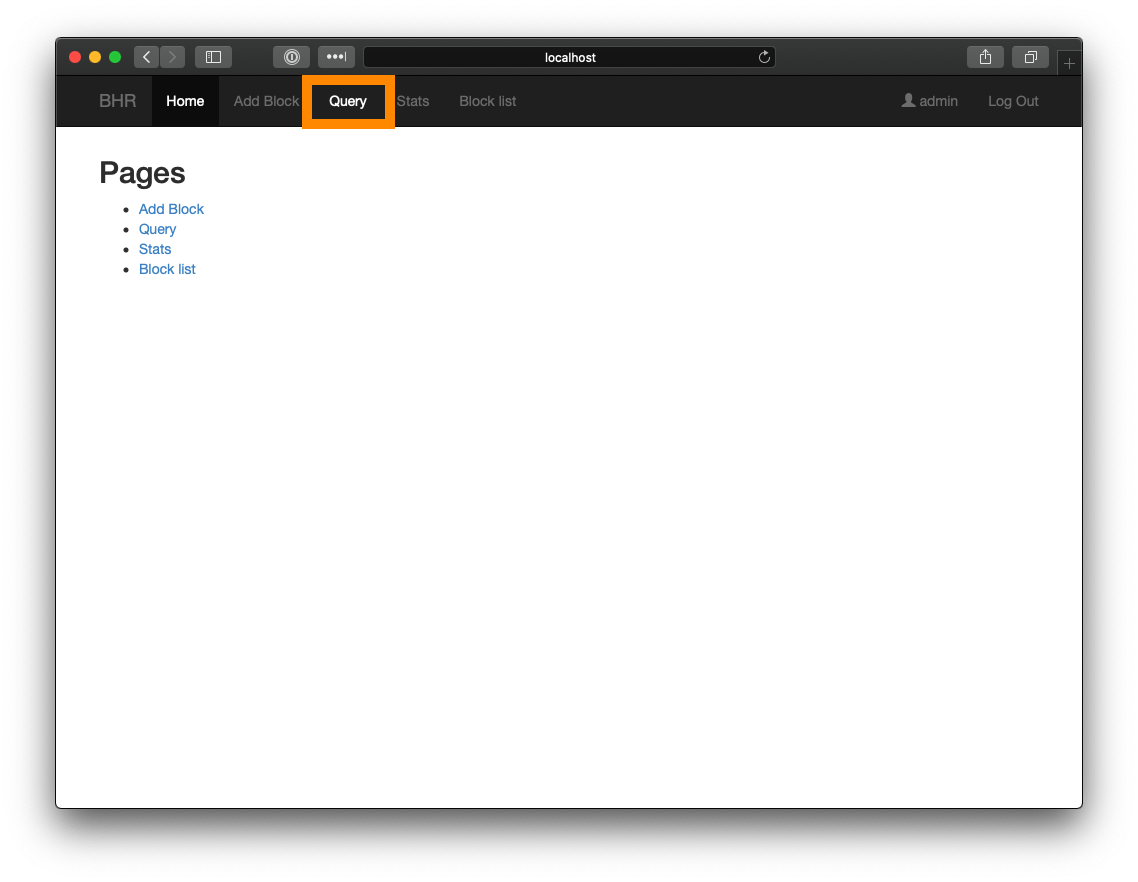 localhost
BHR Home Add Block Query Stats Block list admin Log Out
Pages
Add Block
Query
Stats
Block list